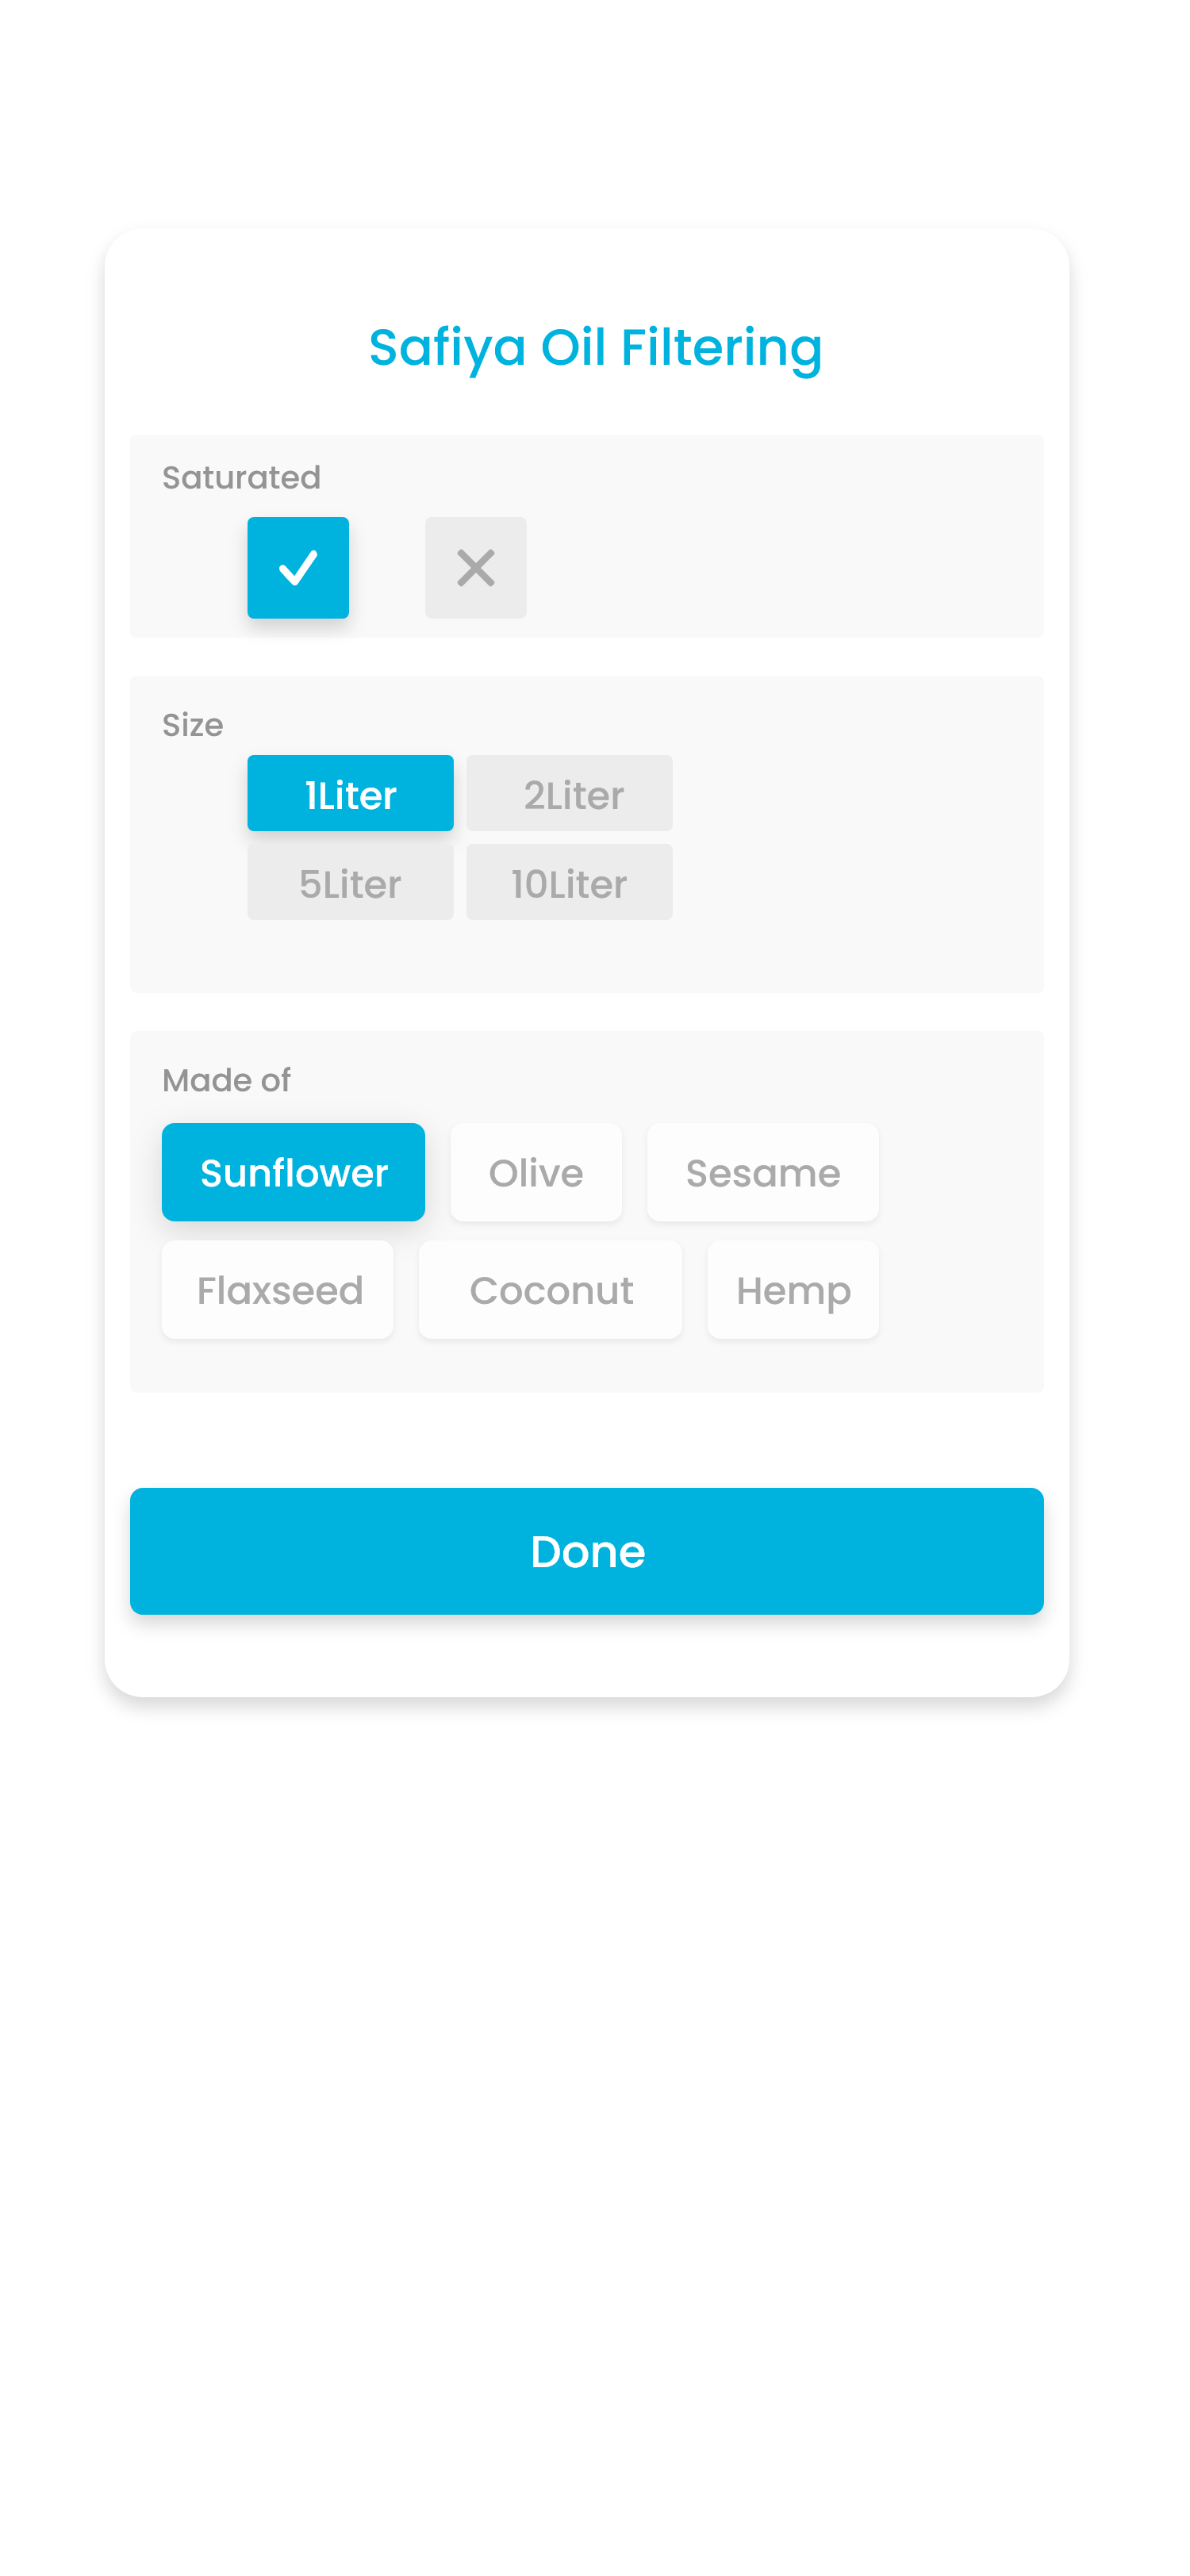 Safiya Oil Filtering
Saturated
Size
1Liter 2Liter
5Liter 10Liter
Made of
Sunflower Olive Sesame
Flaxseed Coconut Hemp
Done